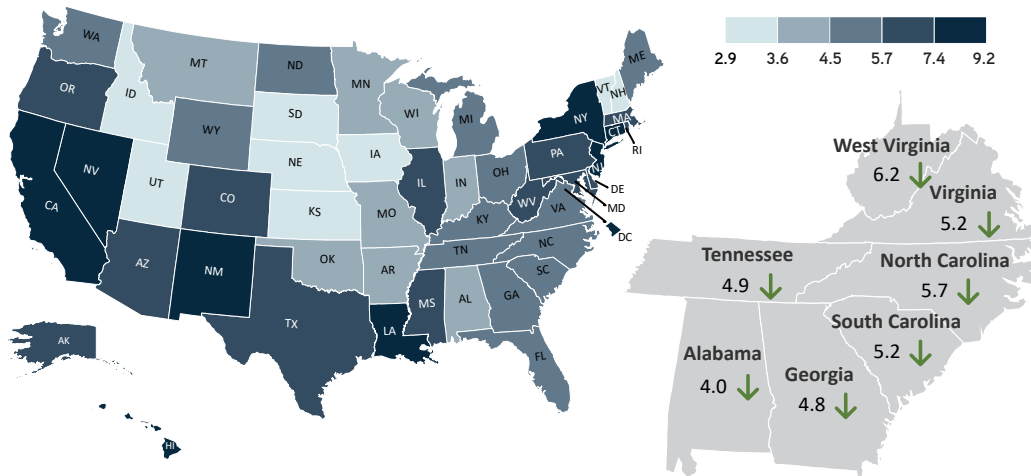 WA
MT
ND
MN
ME
VT
NH
OR
ID
SD
WI
MI
NY
MA
CT
RI
WY
NE
IA
PA
NJ
NV
UT
CO
IL
IN
OH
DE
MD
DC
CA
KS
MO
WV
VA
KY
AZ
NM
OK
AR
TN
NC
SC
TX
LA
MS
AL
GA
FL
AK
HI
2.9 3.6 4.5 5.7 7.4 9.2
West Virginia
6.2
Virginia
5.2
Tennessee
4.9
North Carolina
5.7
South Carolina
5.2
Alabama
4.0
Georgia
4.8